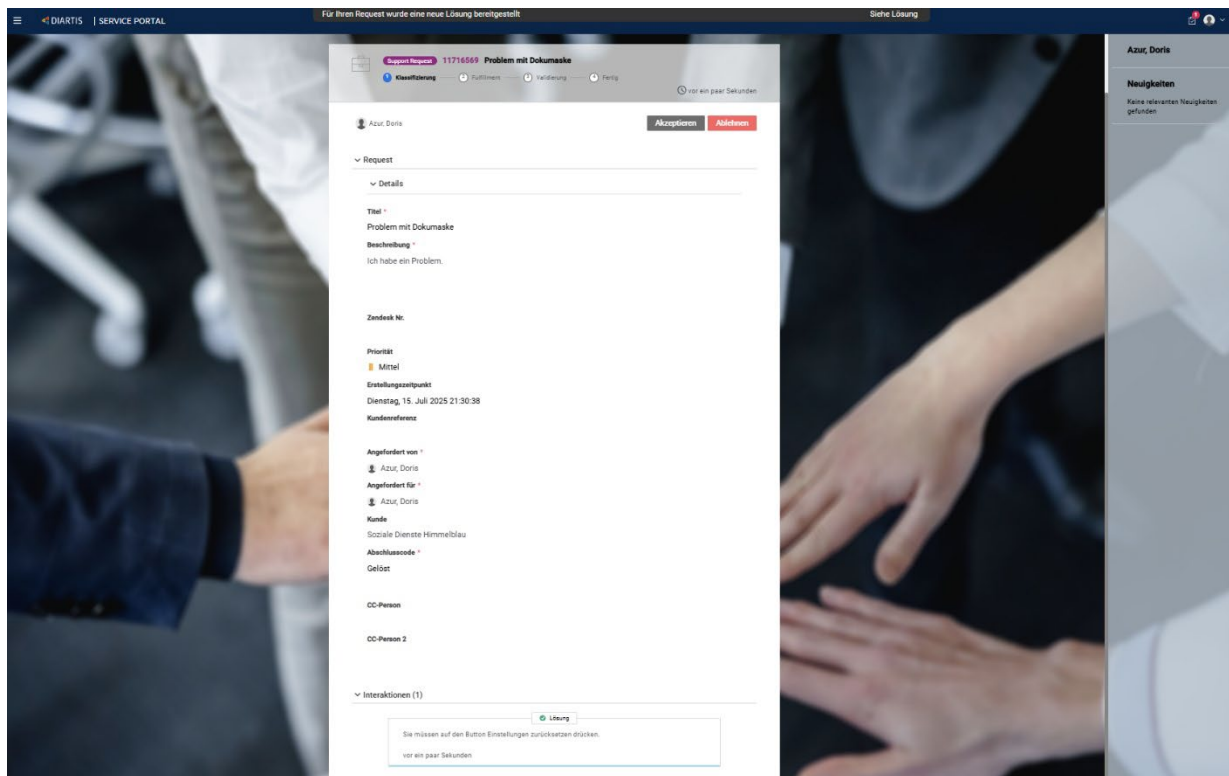 Für Ihren Request wurde eine neue Lösung bereitgestellt
Siehe Lösung
DIARTIS | SERVICE PORTAL
Support Request 11716569 Problem mit Dokumaske
Klassifizierung Fulfillment Validierung Fertig
vor ein paar Sekunden
Azur, Doris
Akzeptieren Ablehnen
Request
Details
Titel *
Problem mit Dokumaske
Beschreibung *
Ich habe ein Problem.
Zendesk Nr.
Priorität
Mittel
Erstellungszeitpunkt
Dienstag, 15. Juli 2025 21:30:38
Kundenreferenz
Angefordert von *
Azur, Doris
Angefordert für *
Azur, Doris
Kunde
Soziale Dienste Himmelblau
Abschlusscode *
Gelöst
CC-Person
CC-Person 2
Interaktionen (1)
Lösung
Sie müssen auf den Button Einstellungen zurücksetzen drücken.
vor ein paar Sekunden
Azur, Doris
Neuigkeiten
Keine relevanten Neuigkeiten
gefunden